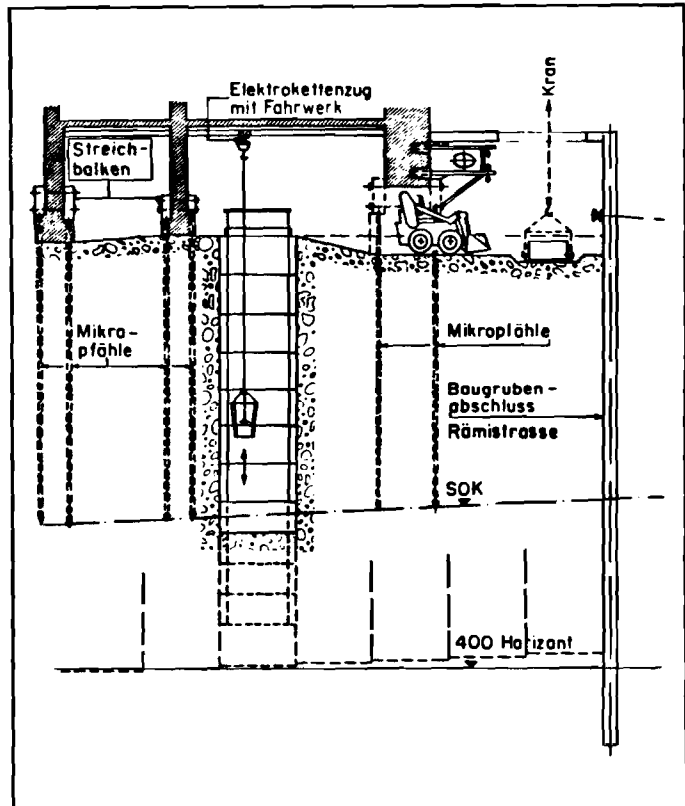 Elektrokettenzug
mit Fahrwerk
Kran
Streich-
balken
Mikro-
pfähle
Mikropfähle
Baugruben-
abschluss
Rämistrasse
SOK
400 Horizont